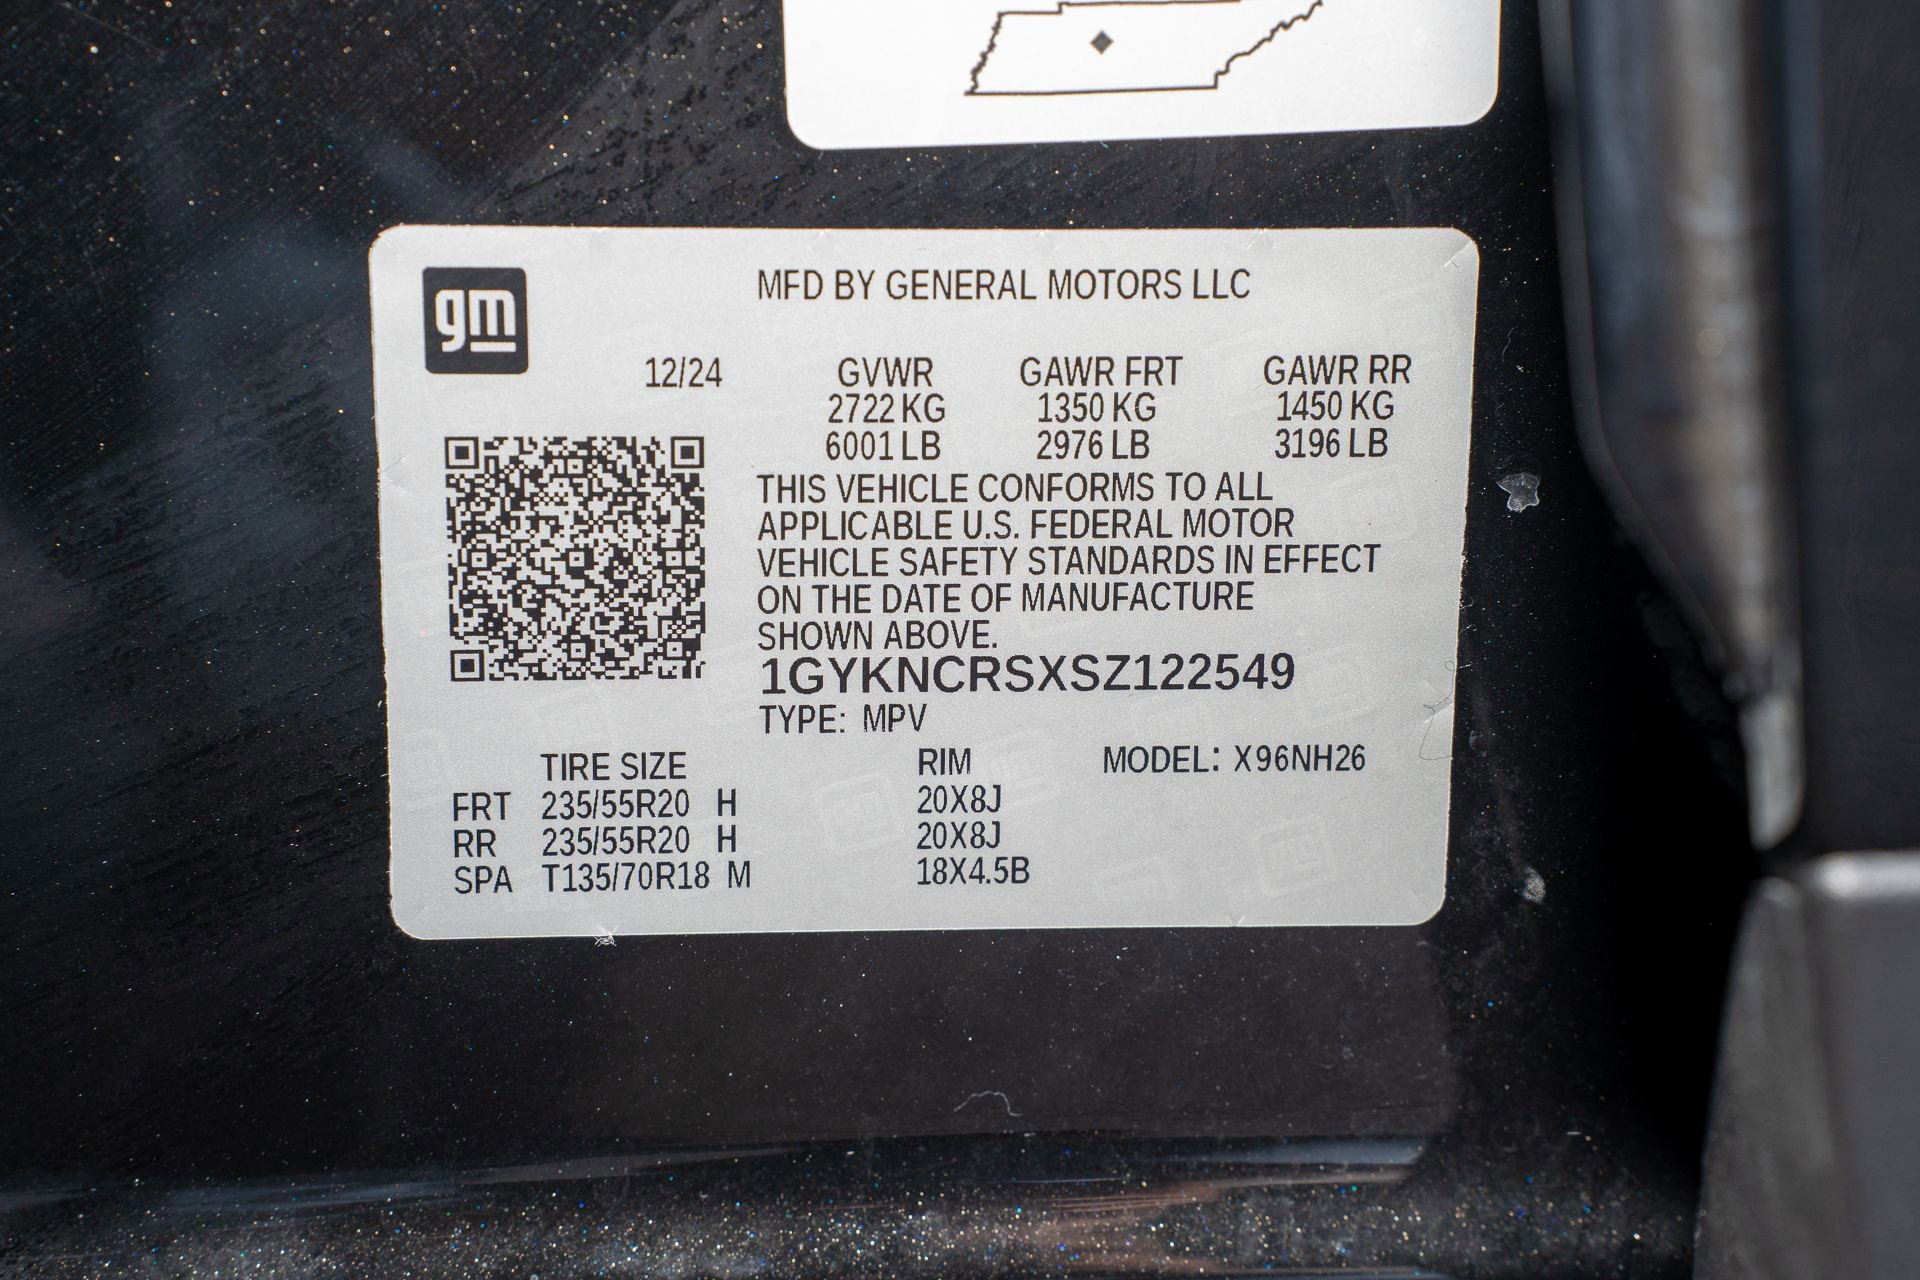 gm
MFD BY GENERAL MOTORS LLC
12/24 GVWR GAWR FRT GAWR RR
2722 KG 1350 KG 1450 KG
6001 LB 2976 LB 3196 LB
THIS VEHICLE CONFORMS TO ALL
APPLICABLE U.S. FEDERAL MOTOR
VEHICLE SAFETY STANDARDS IN EFFECT
ON THE DATE OF MANUFACTURE
SHOWN ABOVE.
1GYKNCRSXSZ122549
TYPE: MPV
TIRE SIZE RIM MODEL: X96NH26
FRT 235/55R20 H 20X8J
RR 235/55R20 H 20X8J
SPA T135/70R18 M 18X4.5B